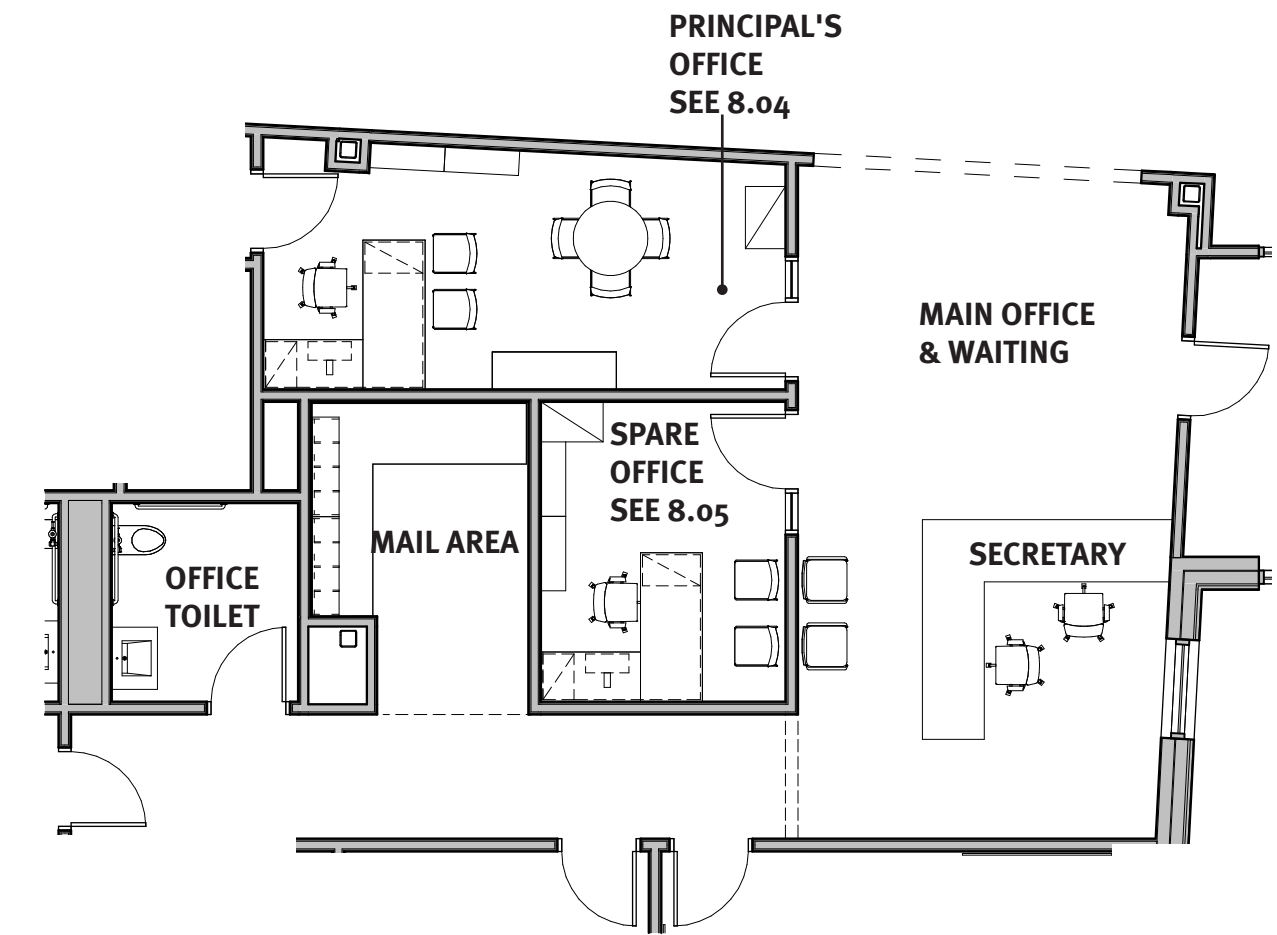 PRINCIPAL'S
OFFICE
SEE 8.04
MAIN OFFICE
& WAITING
SPARE
OFFICE
SEE 8.05
MAIL AREA
SECRETARY
OFFICE
TOILET